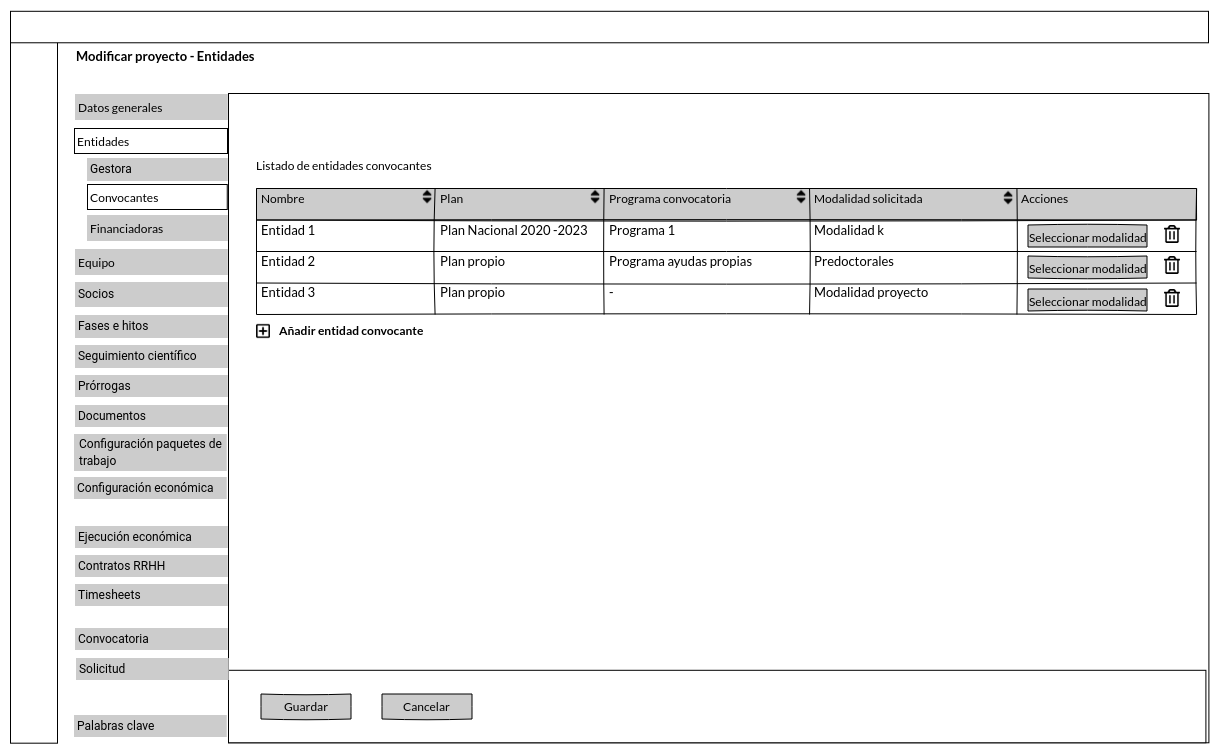 Modificar proyecto - Entidades
Datos generales
Entidades
Gestora
Convocantes
Financiadoras
Equipo
Socios
Fases e hitos
Seguimiento científico
Prórrogas
Documentos
Configuración paquetes de
trabajo
Configuración económica
Ejecución económica
Contratos RRHH
Timesheets
Convocatoria
Solicitud
Palabras clave
Listado de entidades convocantes
Nombre Plan Programa convocatoria Modalidad solicitada Acciones
Entidad 1 Plan Nacional 2020 -2023 Programa 1 Modalidad k Seleccionar modalidad
Entidad 2 Plan propio Programa ayudas propias Predoctorales Seleccionar modalidad
Entidad 3 Plan propio - Modalidad proyecto Seleccionar modalidad
Añadir entidad convocante
Guardar Cancelar